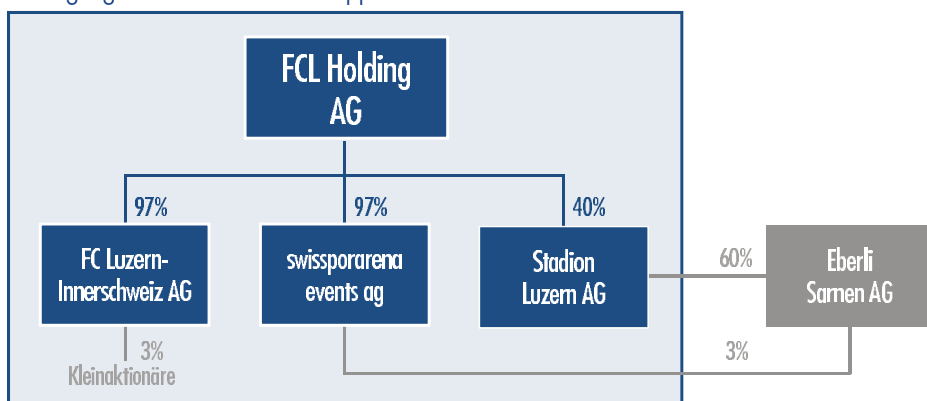 FCL Holding
AG
97%
97%
40%
FC Luzern-
Innerschweiz AG
swissporarena
events ag
Stadion
Luzern AG
60%
Eberli
Sarnen AG
3%
Kleinaktionäre
3%